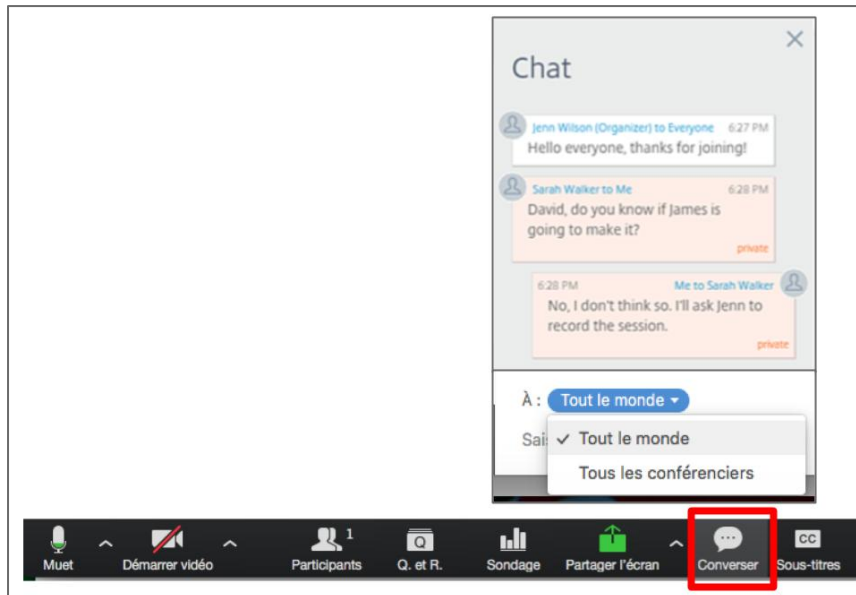 Chat
Jenn Wilson (Organizer) to Everyone 6:27 PM
Hello everyone, thanks for joining!
Sarah Walker to Me 6:28 PM
David, do you know if James is
going to make it?
private
6:28 PM Me to Sarah Walker
No, I don't think so. I'll ask Jenn to
record the session.
private
À : Tout le monde
Sai
✓ Tout le monde
Tous les conférenciers
1
Q
CC
Muet Démarrer vidéo Participants Q. et R. Sondage Partager l'écran Converser Sous-titres